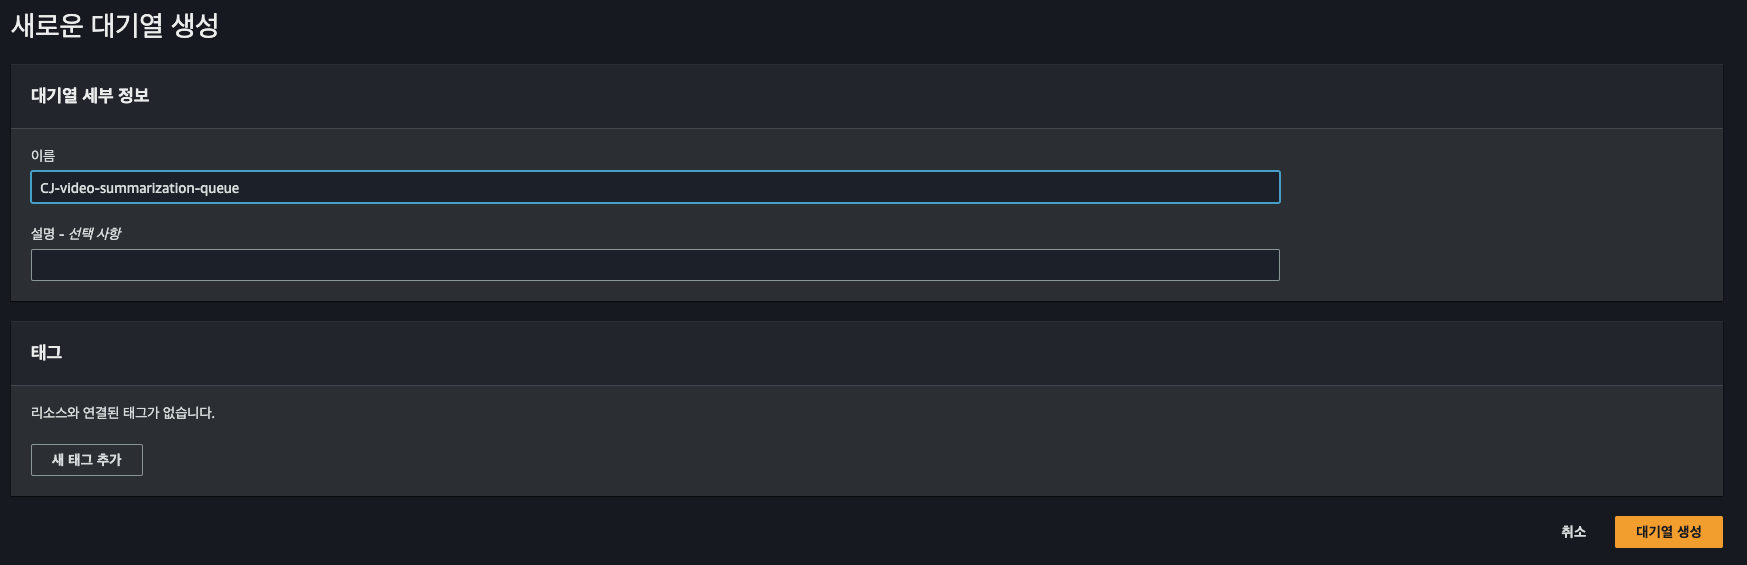 새로운 대기열 생성
대기열 세부 정보
이름
CJ-video-summarization-queue
설명 - 선택 사항
태그
리소스와 연결된 태그가 없습니다.
새 태그 추가
취소 대기열 생성